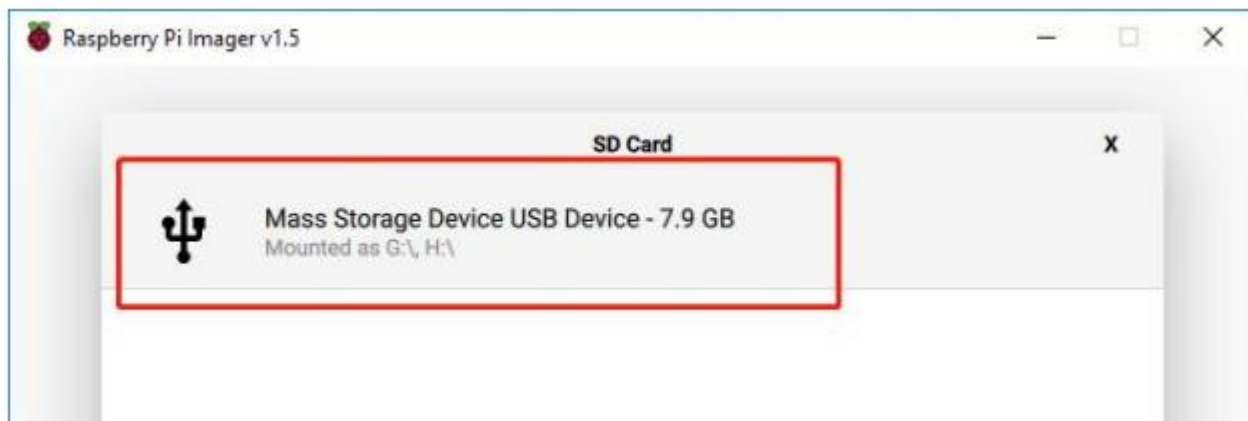 Raspberry Pi Imager v1.5
SD Card
X
Mass Storage Device USB Device - 7.9 GB
Mounted as G:\, H:\